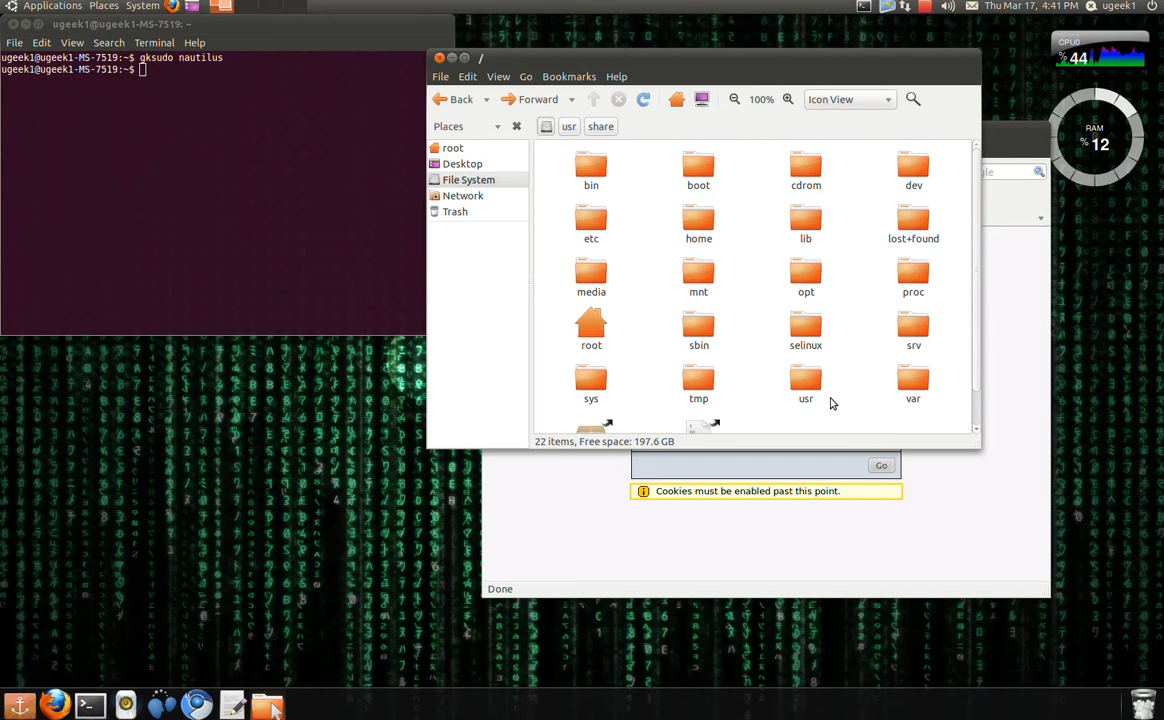 Applications Places System
Thu Mar 17, 4:41 PM ugeek1
ugeek1@ugeek1-MS-7519: ~
File Edit View Search Terminal Help
ugeek1@ugeek1-MS-7519:~$ gksudo nautilus
ugeek1@ugeek1-MS-7519:~$
/
File Edit View Go Bookmarks Help
Back Forward 100% Icon View
Places usr share
root
Desktop
File System
Network
Trash
bin boot cdrom dev
etc home lib lost+found
media mnt opt proc
root sbin selinux srv
sys tmp usr var
22 items, Free space: 197.6 GB
Go
Cookies must be enabled past this point.
Done
CPU0
% 44
RAM
% 12